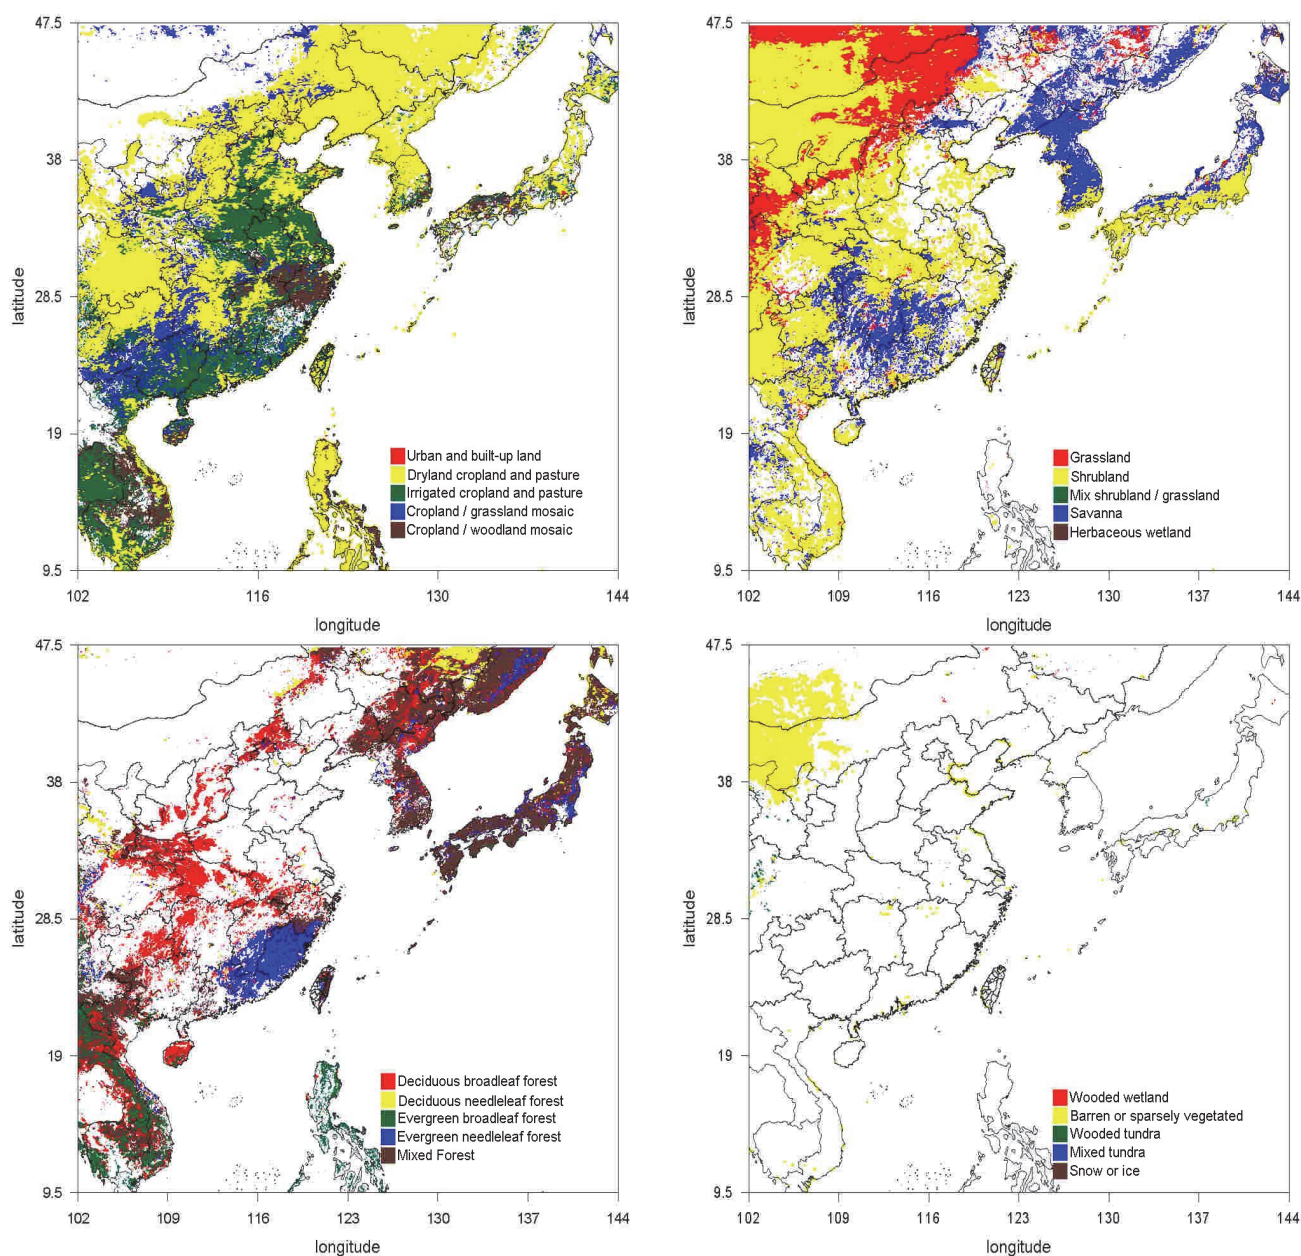 47.5
38
28.5
19
9.5
latitude
Urban and built-up land
Dryland cropland and pasture
Irrigated cropland and pasture
Cropland / grassland mosaic
Cropland / woodland mosaic
102
116
130
144
longitude
47.5
38
28.5
19
9.5
latitude
Grassland
Shrubland
Mix shrubland / grassland
Savanna
Herbaceous wetland
102
109
116
123
130
137
144
longitude
47.5
38
28.5
19
9.5
latitude
Deciduous broadleaf forest
Deciduous needleleaf forest
Evergreen broadleaf forest
Evergreen needleleaf forest
Mixed Forest
102
109
116
123
130
137
144
longitude
47.5
38
28.5
19
9.5
latitude
Wooded wetland
Barren or sparsely vegetated
Wooded tundra
Mixed tundra
Snow or ice
102
109
116
123
130
137
144
longitude